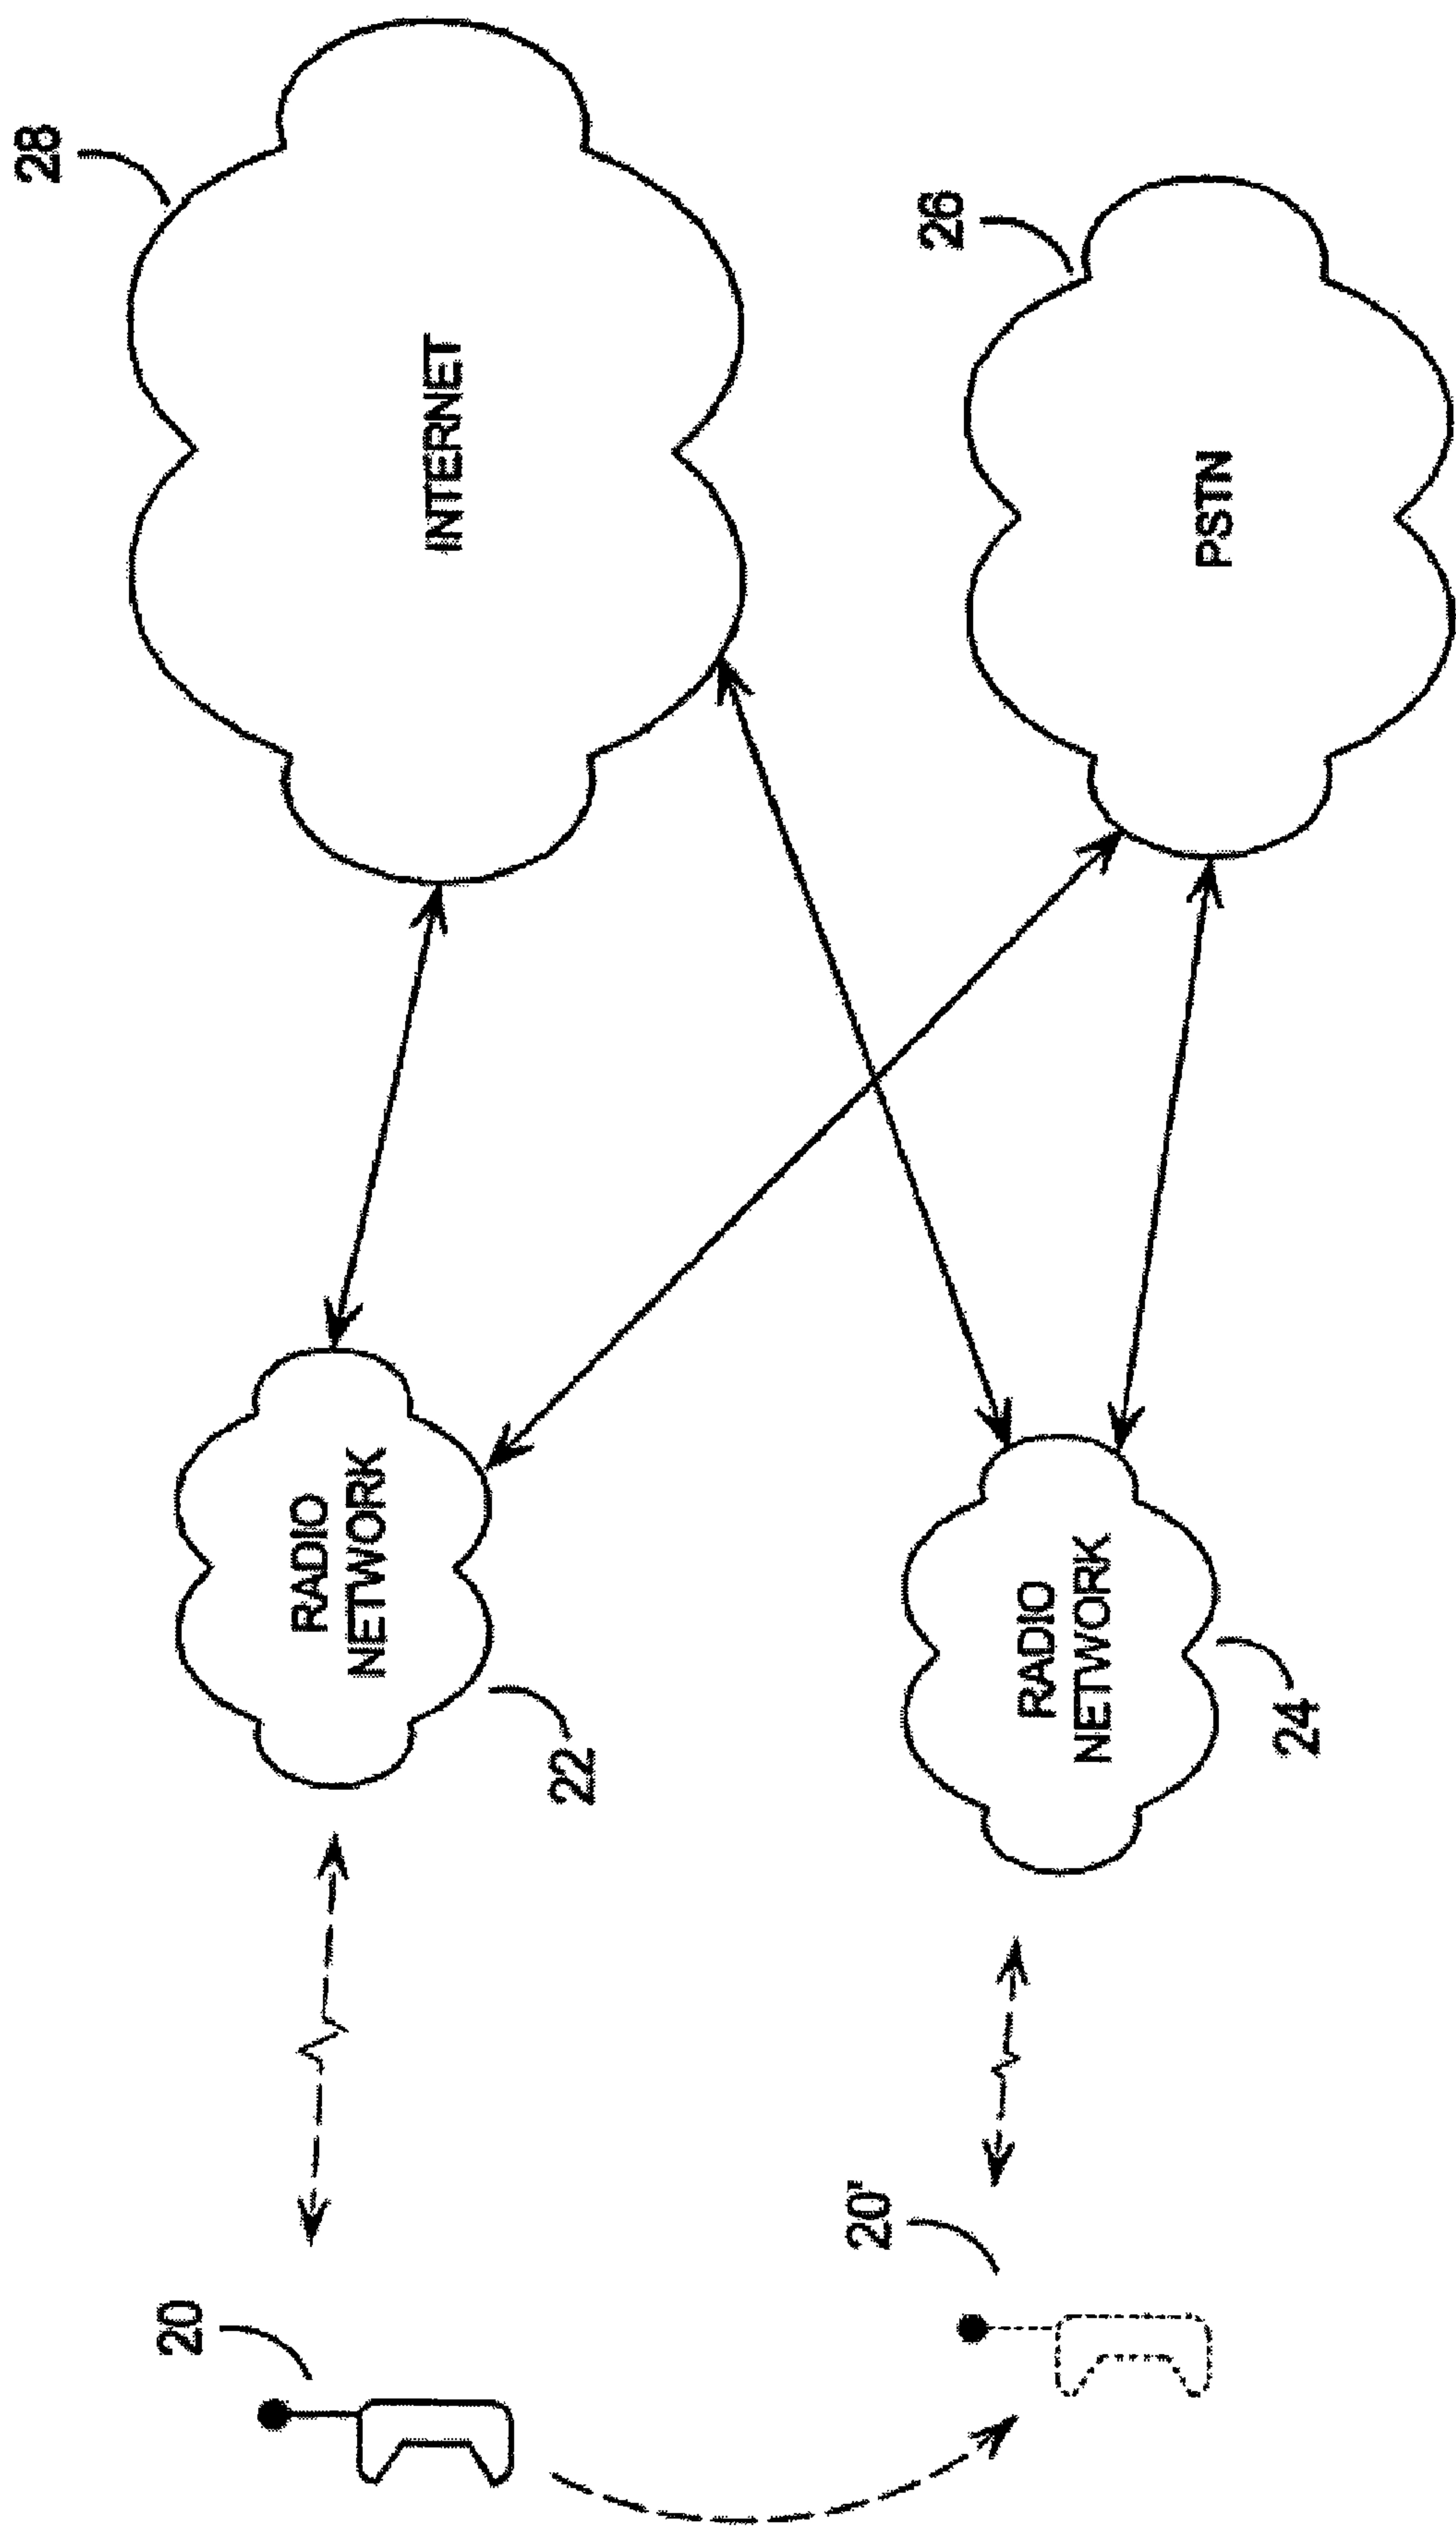 28
INTERNET
26
PSTN
RADIO
NETWORK
22
RADIO
NETWORK
24
20
20'